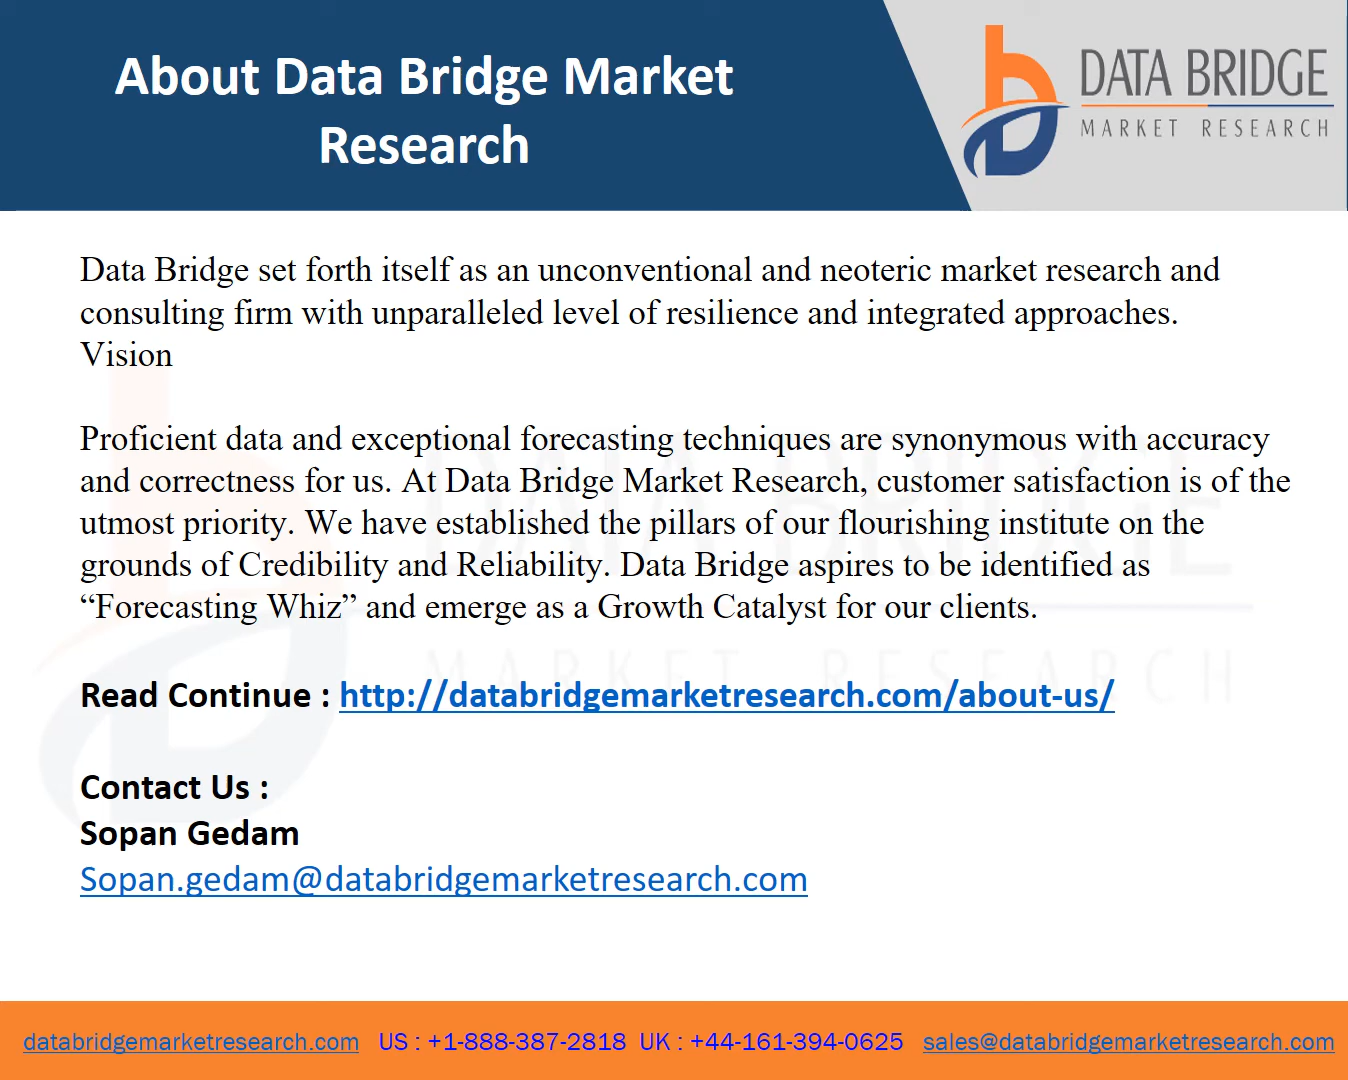 About Data Bridge Market
Research
DATA BRIDGE
MARKET RESEARCH
Data Bridge set forth itself as an unconventional and neoteric market research and
consulting firm with unparalleled level of resilience and integrated approaches.
Vision
Proficient data and exceptional forecasting techniques are synonymous with accuracy
and correctness for us. At Data Bridge Market Research, customer satisfaction is of the
utmost priority. We have established the pillars of our flourishing institute on the
grounds of Credibility and Reliability. Data Bridge aspires to be identified as
“Forecasting Whiz” and emerge as a Growth Catalyst for our clients.
DATA BRIDGE
MARKET RESEARCH
Read Continue : http://databridgemarketresearch.com/about-us/
Contact Us :
Sopan Gedam
Sopan.gedam@databridgemarketresearch.com
databridgemarketresearch.com US : +1-888-387-2818 UK : +44-161-394-0625 sales@databridgemarketresearch.com